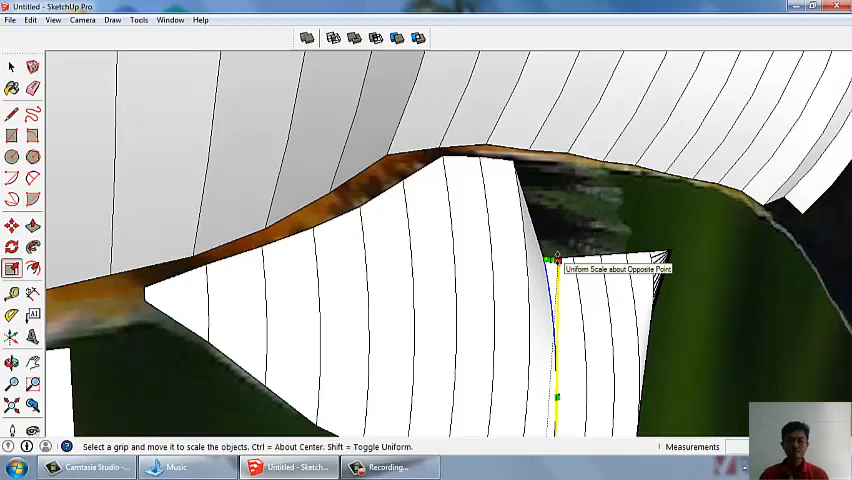 Untitled - SketchUp Pro
File Edit View Camera Draw Tools Window Help
Uniform Scale about Opposite Point
Select a grip and move it to scale the objects. Ctrl = About Center. Shift = Toggle Uniform.
Measurements
Camtasia Studio -...
Music
Untitled - Sketch...
Recording...